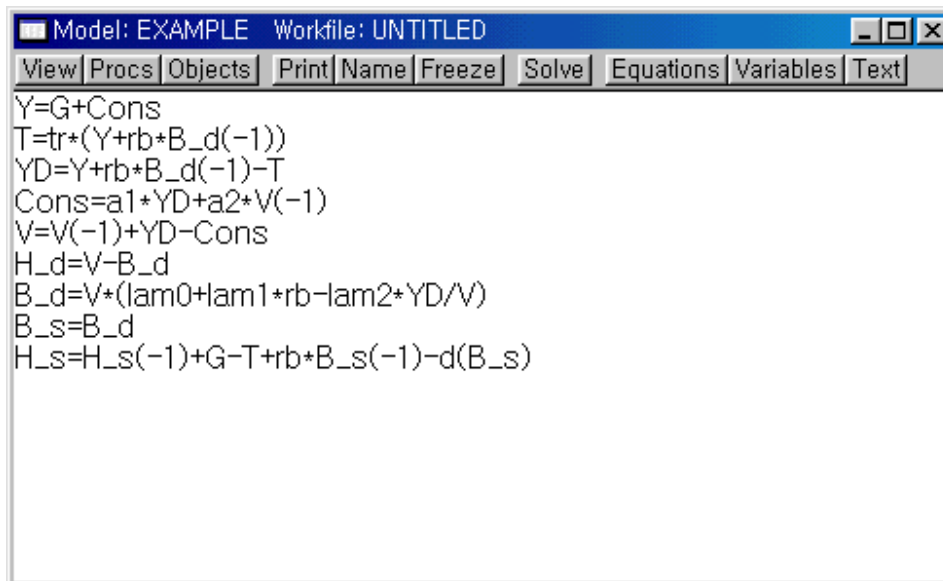 Model: EXAMPLE Workfile: UNTITLED
View Procs Objects Print Name Freeze Solve Equations Variables Text
Y=G+Cons
T=tr*(Y+rb*B_d(-1))
YD=Y+rb*B_d(-1)-T
Cons=a1*YD+a2*V(-1)
V=V(-1)+YD-Cons
H_d=V-B_d
B_d=V*(lam0+lam1*rb-lam2*YD/V)
B_s=B_d
H_s=H_s(-1)+G-T+rb*B_s(-1)-d(B_s)